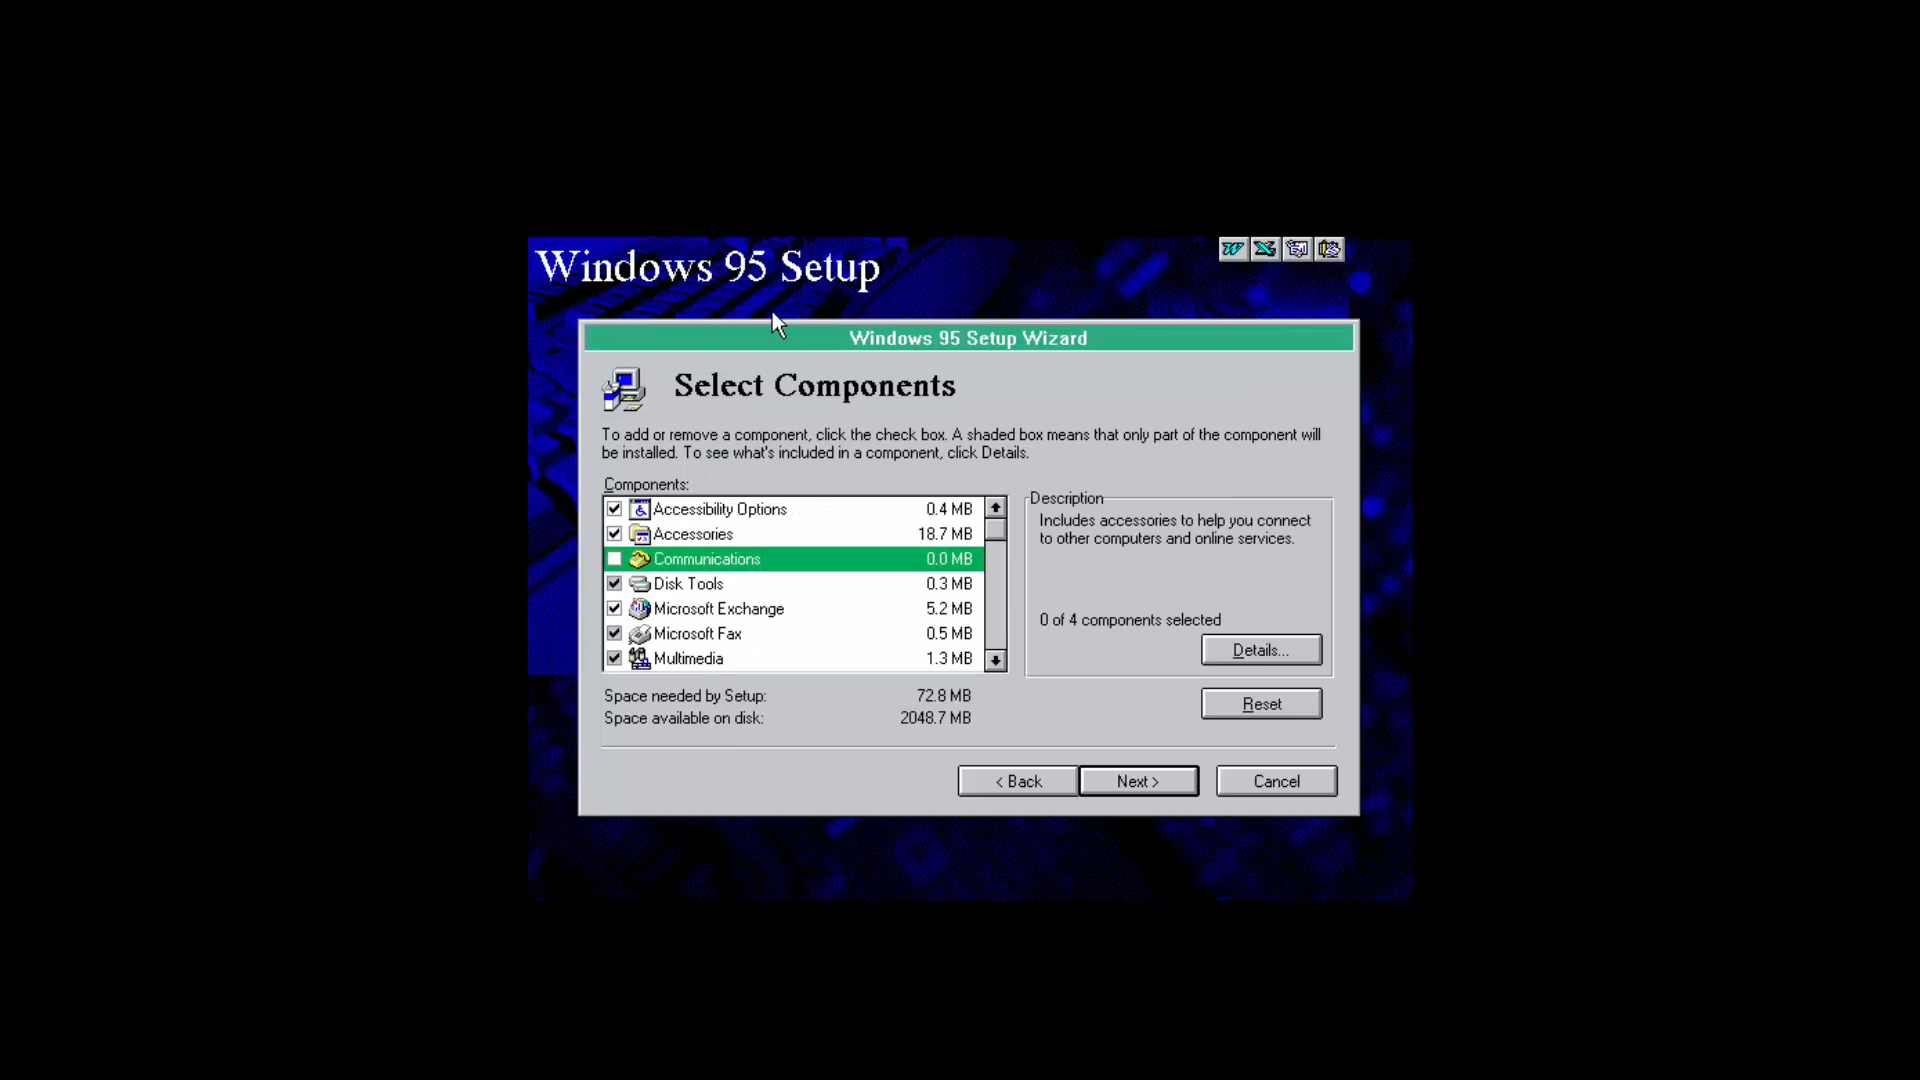 Windows 95 Setup
Windows 95 Setup Wizard
Select Components
To add or remove a component, click the check box. A shaded box means that only part of the component will
be installed. To see what's included in a component, click Details.
Components:
Accessibility Options 0.4 MB
Accessories 18.7 MB
Communications 0.0 MB
Disk Tools 0.3 MB
Microsoft Exchange 5.2 MB
Microsoft Fax 0.5 MB
Multimedia 1.3 MB
Description
Includes accessories to help you connect
to other computers and online services.
0 of 4 components selected
Details...
Space needed by Setup: 72.8 MB
Space available on disk: 2048.7 MB
Reset
< Back
Next >
Cancel